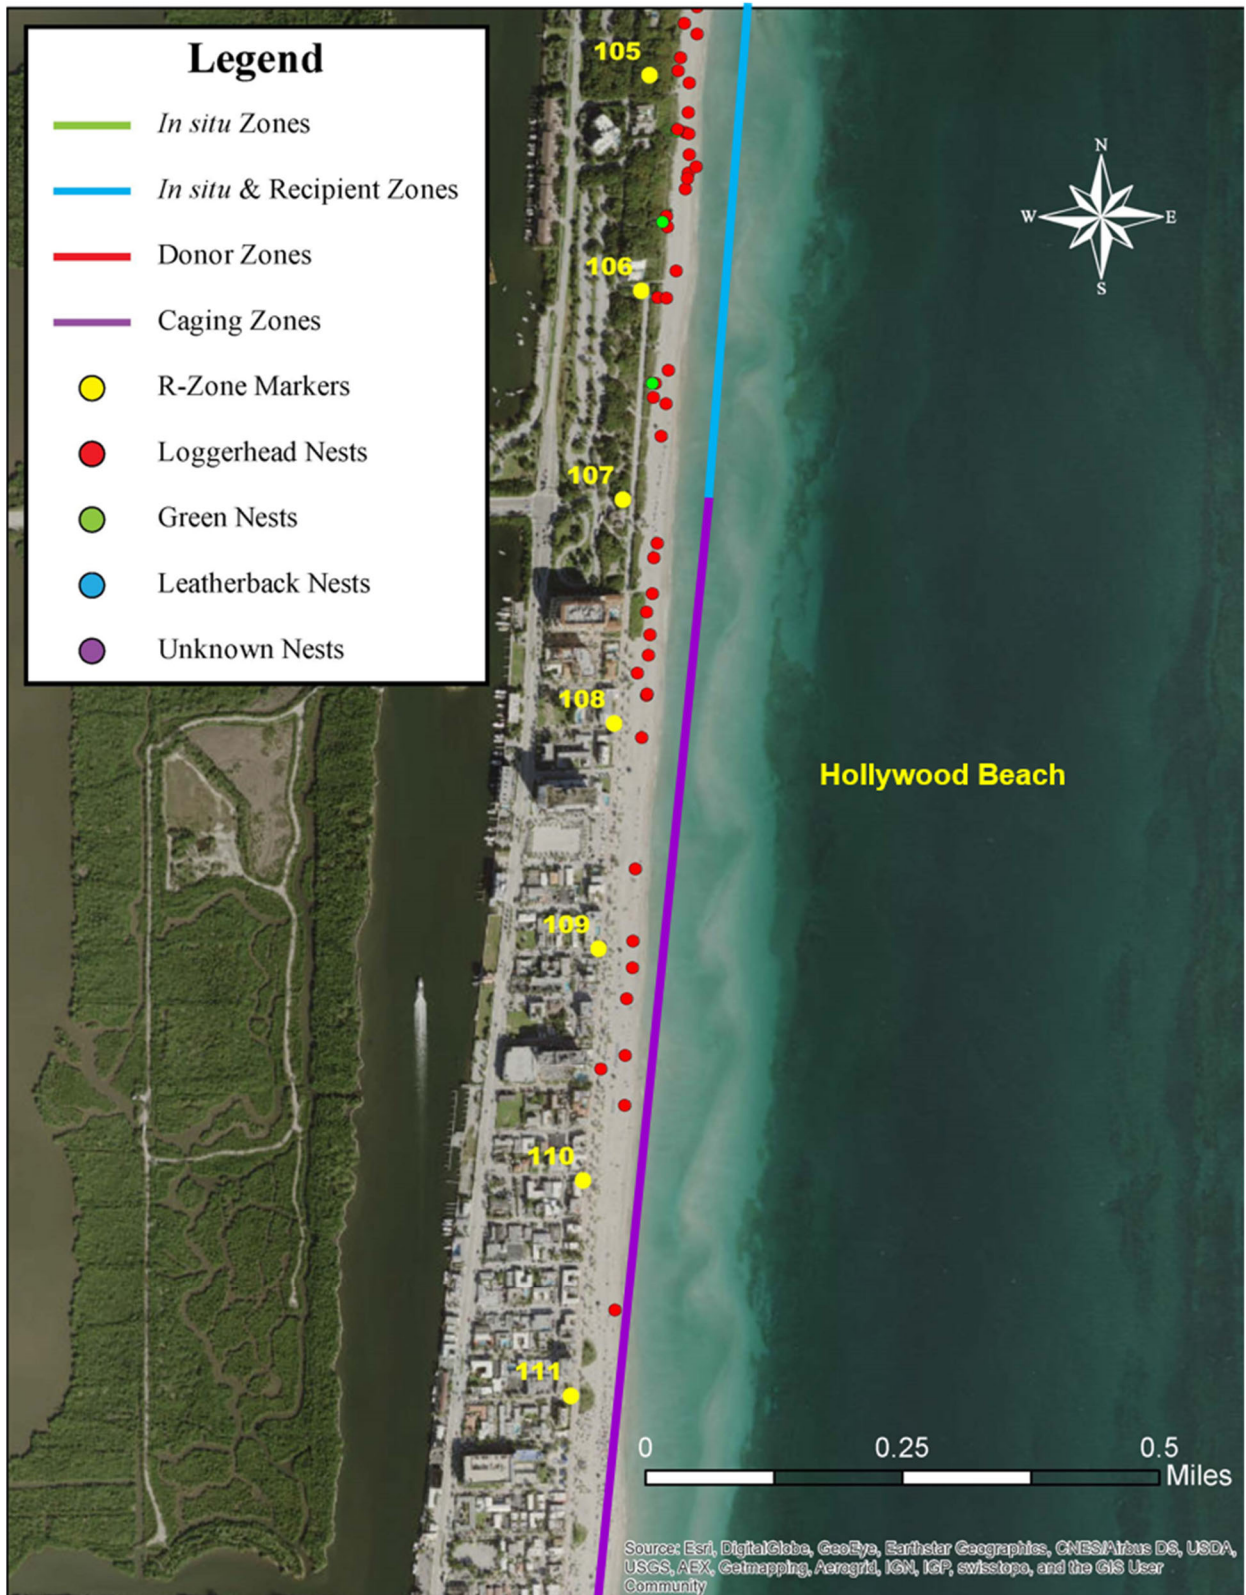 Legend
In situ Zones
In situ & Recipient Zones
Donor Zones
Caging Zones
R-Zone Markers
Loggerhead Nests
Green Nests
Leatherback Nests
Unknown Nests
105
N
W
E
S
106
107
108
Hollywood Beach
109
110
111
0
0.25
0.5
Miles
Source: Esri, DigitalGlobe, GeoEye, Earthstar Geographics, CNES/Airbus DS, USDA,
USGS, AEX, Getmapping, Aerogrid, IGN, IGP, swisstopo, and the GIS User
Community